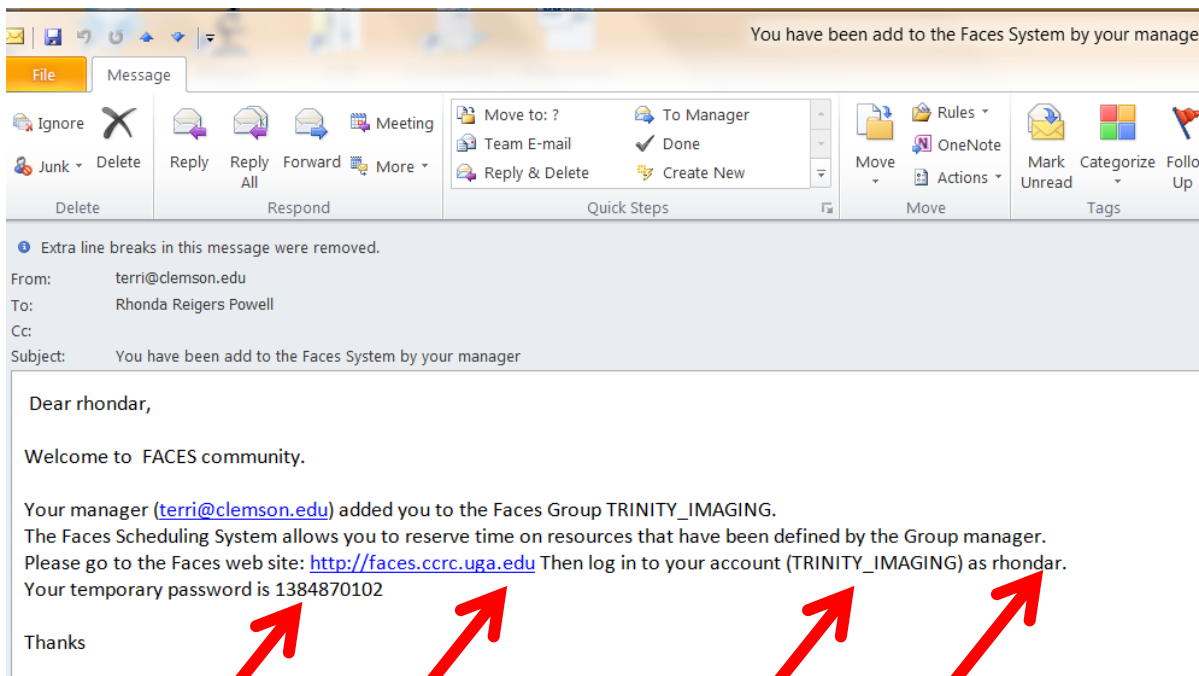 You have been add to the Faces System by your manage
File Message
Ignore Delete Reply Reply All Forward Meeting Move to: ? To Manager Move Rules Mark Unread Categorize Follo Up
Team E-mail Done OneNote
Junk More Reply & Delete Create New Actions
Delete Respond Quick Steps Move Tags
Extra line breaks in this message were removed.
From: terri@clemson.edu
To: Rhonda Reigers Powell
Cc:
Subject: You have been add to the Faces System by your manager
Dear rhondar,
Welcome to FACES community.
Your manager (terri@clemson.edu) added you to the Faces Group TRINITY_IMAGING.
The Faces Scheduling System allows you to reserve time on resources that have been defined by the Group manager.
Please go to the Faces web site: http://faces.ccrc.uga.edu Then log in to your account (TRINITY_IMAGING) as rhondar.
Your temporary password is 1384870102
Thanks